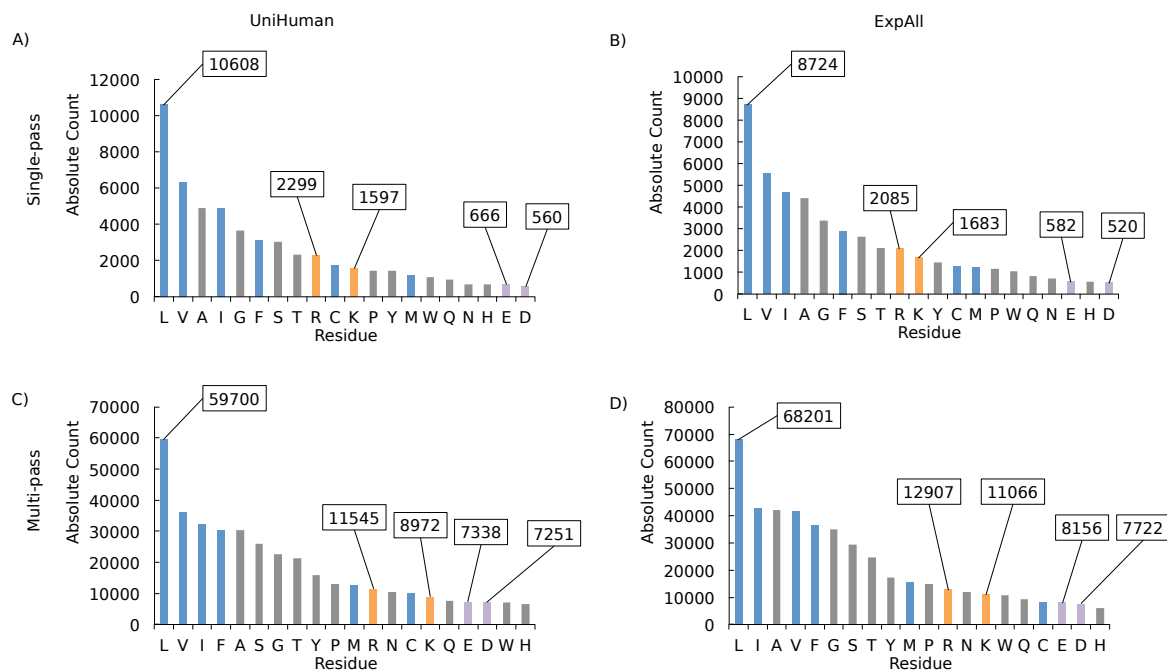 UniHuman
ExpAll
A)
Single-pass
Absolute Count
12000
10000
8000
6000
4000
2000
0
10608
2299
1597
666
560
L V A I G F S T R C K P Y M W Q N H E D
Residue
B)
Absolute Count
10000
9000
8000
7000
6000
5000
4000
3000
2000
1000
0
8724
2085
1683
582
520
L V I A G F S T R K Y C M P W Q N E H D
Residue
C)
Multi-pass
Absolute Count
70000
60000
50000
40000
30000
20000
10000
0
59700
11545
8972
7338
7251
L V I F A S G T Y P M R N C K Q E D W H
Residue
D)
Absolute Count
80000
70000
60000
50000
40000
30000
20000
10000
0
68201
12907
11066
8156
7722
L I A V F G S T Y M P R N K W Q C E D H
Residue